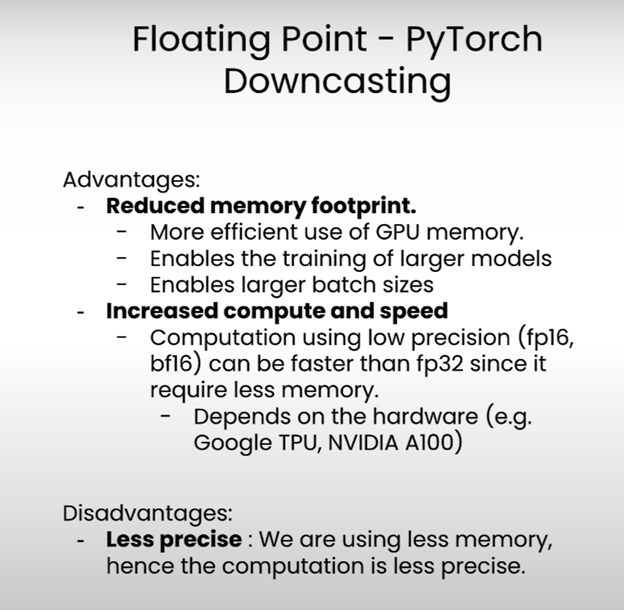 Floating Point - PyTorch
Downcasting
Advantages:
- Reduced memory footprint.
- More efficient use of GPU memory.
- Enables the training of larger models
- Enables larger batch sizes
- Increased compute and speed
- Computation using low precision (fp16,
bf16) can be faster than fp32 since it
require less memory.
- Depends on the hardware (e.g.
Google TPU, NVIDIA A100)
Disadvantages:
- Less precise : We are using less memory,
hence the computation is less precise.